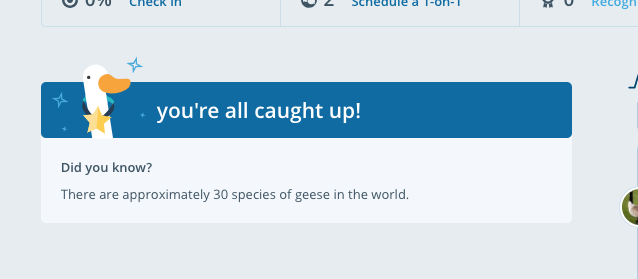 0% Check in 2 Schedule a 1-on-1 0 Recogn
you're all caught up!
Did you know?
There are approximately 30 species of geese in the world.